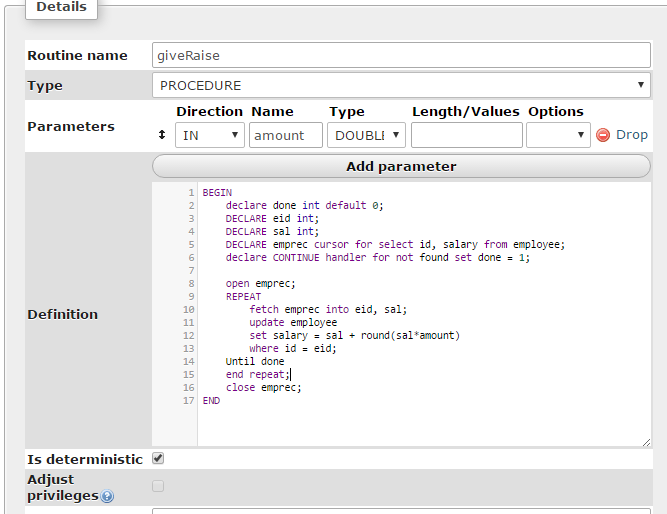 Details
Routine name giveRaise
Type PROCEDURE
Direction Name Type Length/Values Options
Parameters IN amount DOUBLE Drop
Add parameter
Definition
1 BEGIN
2 declare done int default 0;
3 DECLARE eid int;
4 DECLARE sal int;
5 DECLARE emprec cursor for select id, salary from employee;
6 declare CONTINUE handler for not found set done = 1;
7
8 open emprec;
9 REPEAT
10 fetch emprec into eid, sal;
11 update employee
12 set salary = sal + round(sal*amount)
13 where id = eid;
14 Until done
15 end repeat;
16 close emprec;
17 END
Is deterministic
Adjust
privileges